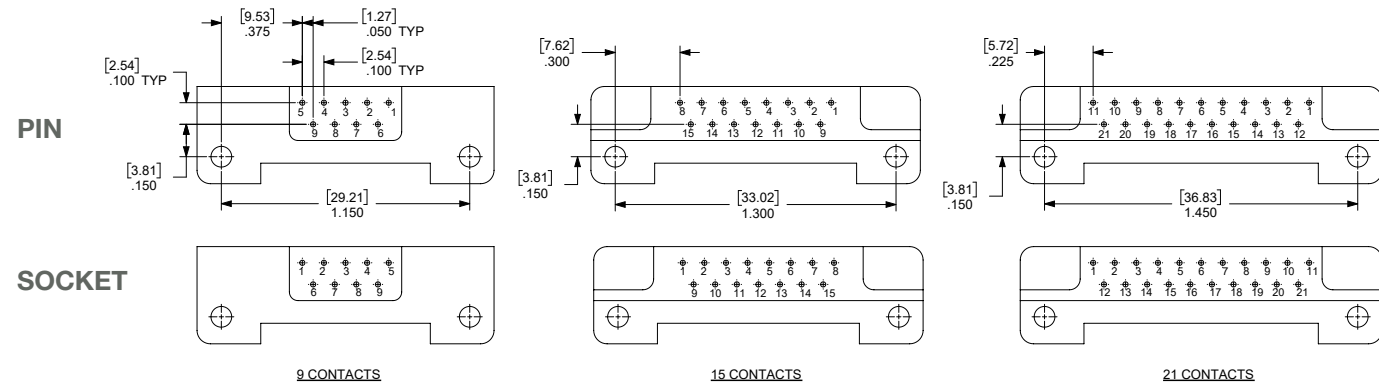 [9.53]
.375
[1.27]
.050 TYP
[2.54]
.100 TYP
[2.54]
.100 TYP
[3.81]
.150
[29.21]
1.150
5 4 3 2 1
9 8 7 6
[7.62]
.300
[3.81]
.150
[33.02]
1.300
8 7 6 5 4 3 2 1
15 14 13 12 11 10 9
[5.72]
.225
[3.81]
.150
[36.83]
1.450
11 10 9 8 7 6 5 4 3 2 1
21 20 19 18 17 16 15 14 13 12
PIN
SOCKET
1 2 3 4 5
6 7 8 9
1 2 3 4 5 6 7 8
9 10 11 12 13 14 15
1 2 3 4 5 6 7 8 9 10 11
12 13 14 15 16 17 18 19 20 21
9 CONTACTS
15 CONTACTS
21 CONTACTS